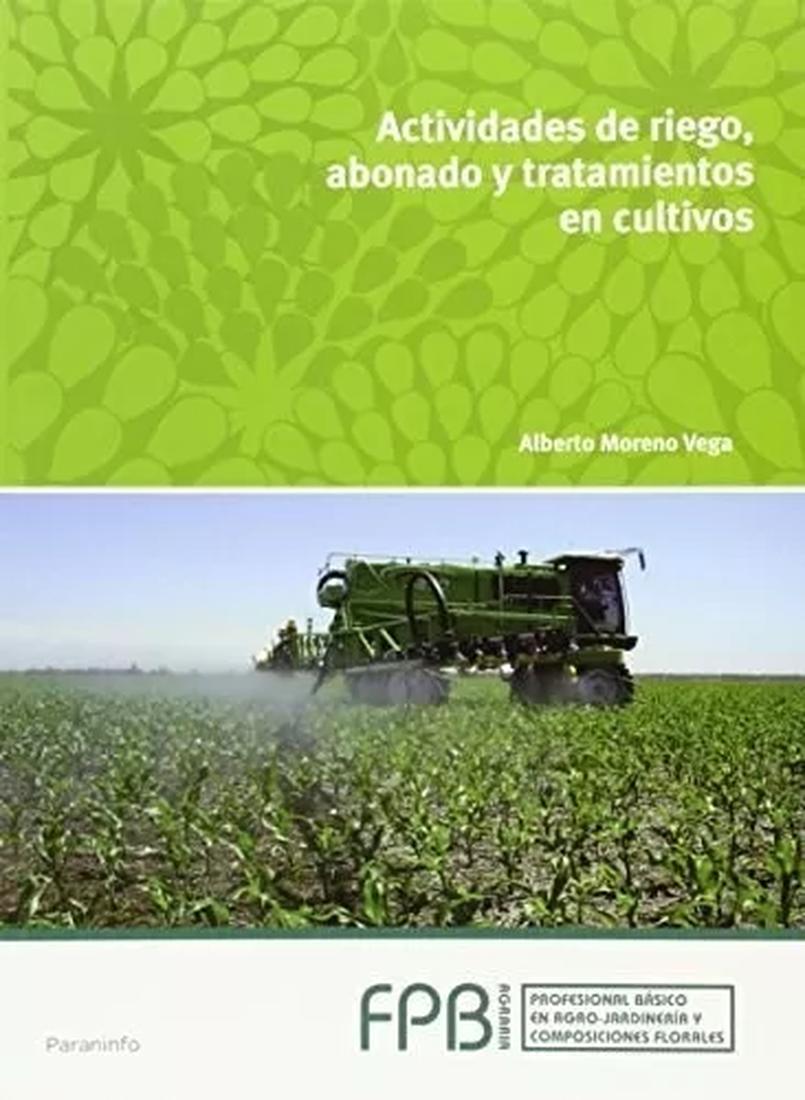 Actividades de riego,
abonado y tratamientos
en cultivos
Alberto Moreno Vega
Paraninfo
FPB
AGRARIA
PROFESIONAL BÁSICO
EN AGRO-JARDINERÍA Y
COMPOSICIONES FLORALES